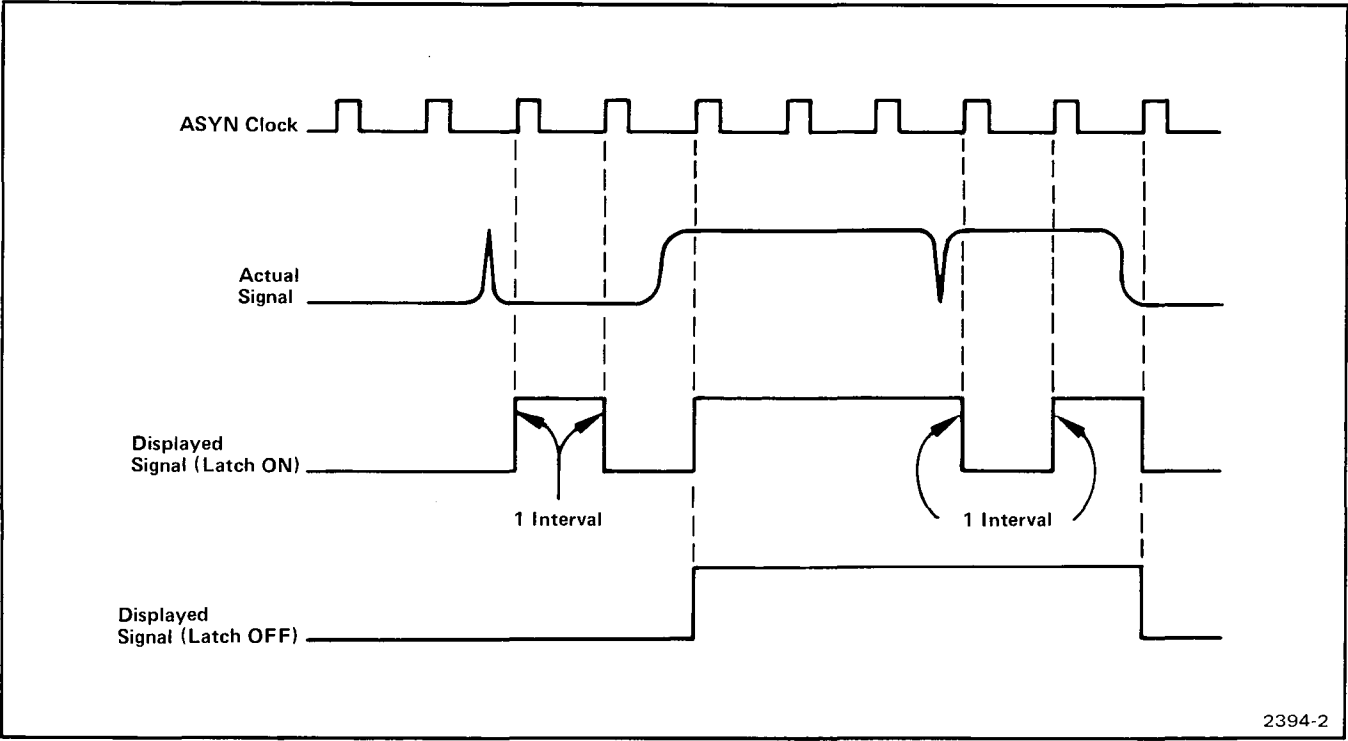 ASYN Clock
Actual
Signal
Displayed
Signal (Latch ON)
1 Interval
1 Interval
Displayed
Signal (Latch OFF)
2394-2